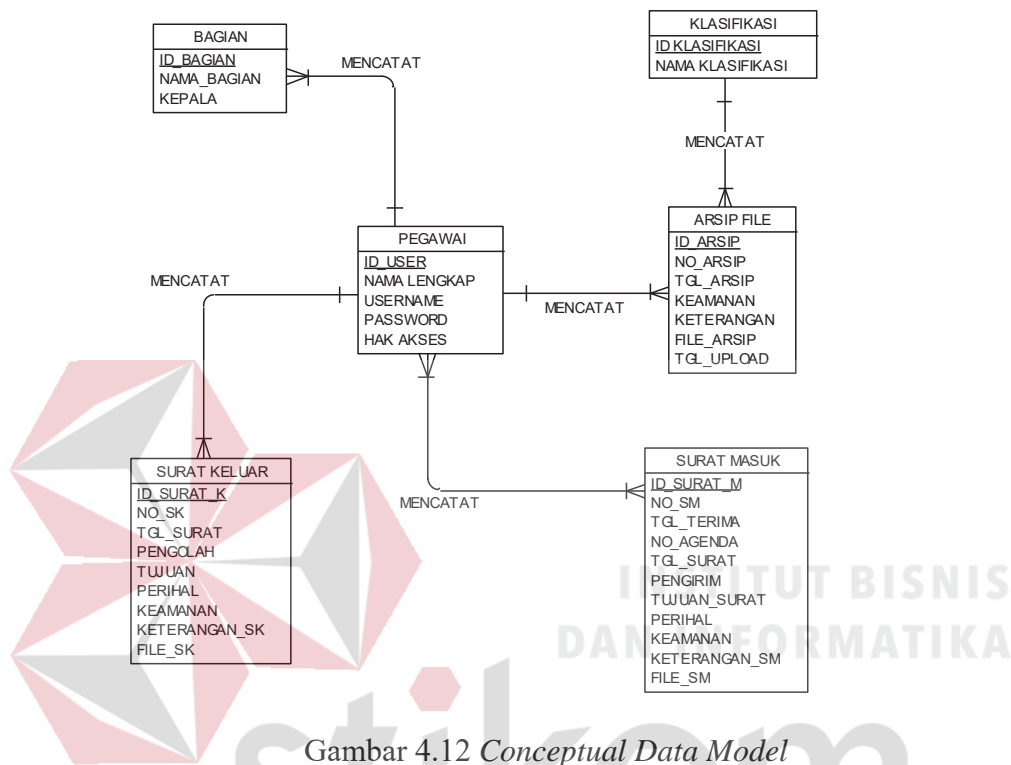 BAGIAN
ID_BAGIAN
NAMA_BAGIAN
KEPALA
MENCATAT
KLASIFIKASI
ID KLASIFIKASI
NAMA KLASIFIKASI
MENCATAT
ARSIP FILE
ID_ARSIP
NO_ARSIP
TGL_ARSIP
KEAMANAN
KETERANGAN
FILE_ARSIP
TGL_UPLOAD
PEGAWAI
ID_USER
NAMA LENGKAP
USERNAME
PASSWORD
HAK AKSES
MENCATAT
MENCATAT
SURAT KELUAR
ID_SURAT_K
NO_SK
TGL_SURAT
PENGOLAH
TUJUAN
PERIHAL
KEAMANAN
KETERANGAN_SK
FILE_SK
MENCATAT
SURAT MASUK
ID_SURAT_M
NO_SM
TGL_TERIMA
NO_AGENDA
TGL_SURAT
PENGIRIM
TUJUAN_SURAT
PERIHAL
KEAMANAN
KETERANGAN_SM
FILE_SM
INSTITUT BISNIS
DAN INFORMATIKA
stikom
Gambar 4.12 Conceptual Data Model